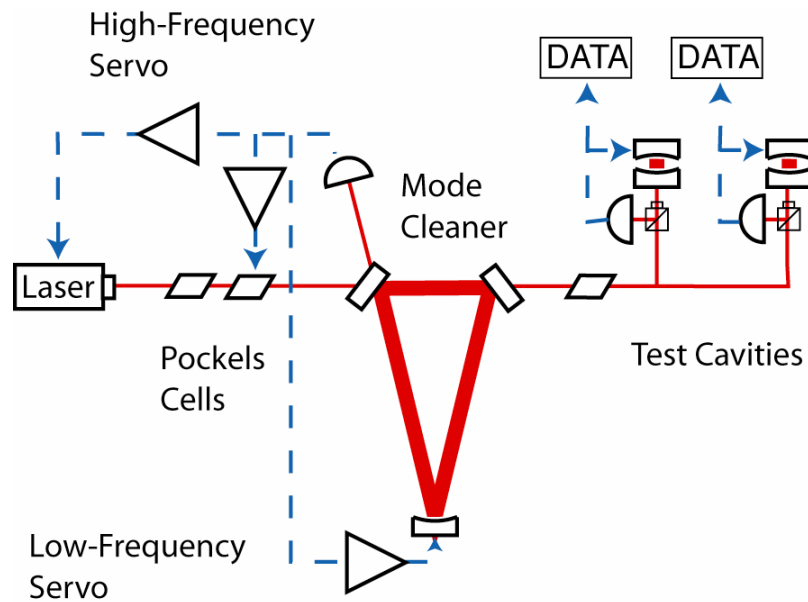 High-Frequency
Servo
DATA
DATA
Mode
Cleaner
Laser
Pockels
Cells
Test Cavities
Low-Frequency
Servo